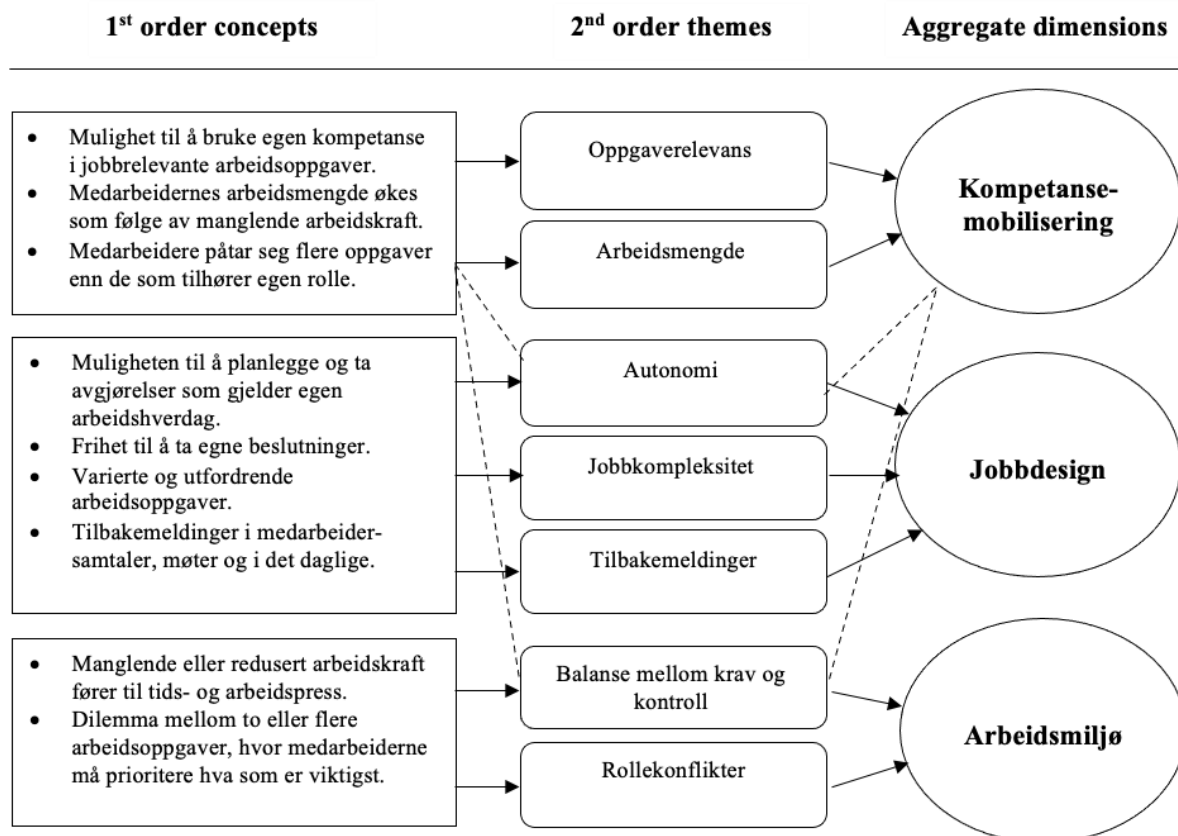 1st order concepts
2nd order themes
Aggregate dimensions
• Mulighet til å bruke egen kompetanse
i jobbrelevante arbeidsoppgaver.
• Medarbeidernes arbeidsmengde økes
som følge av manglende arbeidskraft.
• Medarbeidere påtar seg flere oppgaver
enn de som tilhører egen rolle.
Oppgaverelevans
Arbeidsmengde
Kompetanse-
mobilisering
• Muligheten til å planlegge og ta
avgjørelser som gjelder egen
arbeidshverdag.
• Frihet til å ta egne beslutninger.
• Varierte og utfordrende
arbeidsoppgaver.
• Tilbakemeldinger i medarbeider-
samtaler, møter og i det daglige.
Autonomi
Jobbkompleksitet
Tilbakemeldinger
Jobbdesign
• Manglende eller redusert arbeidskraft
fører til tids- og arbeidspress.
• Dilemma mellom to eller flere
arbeidsoppgaver, hvor medarbeiderne
må prioritere hva som er viktigst.
Balanse mellom krav og
kontroll
Rollekonflikter
Arbeidsmiljø